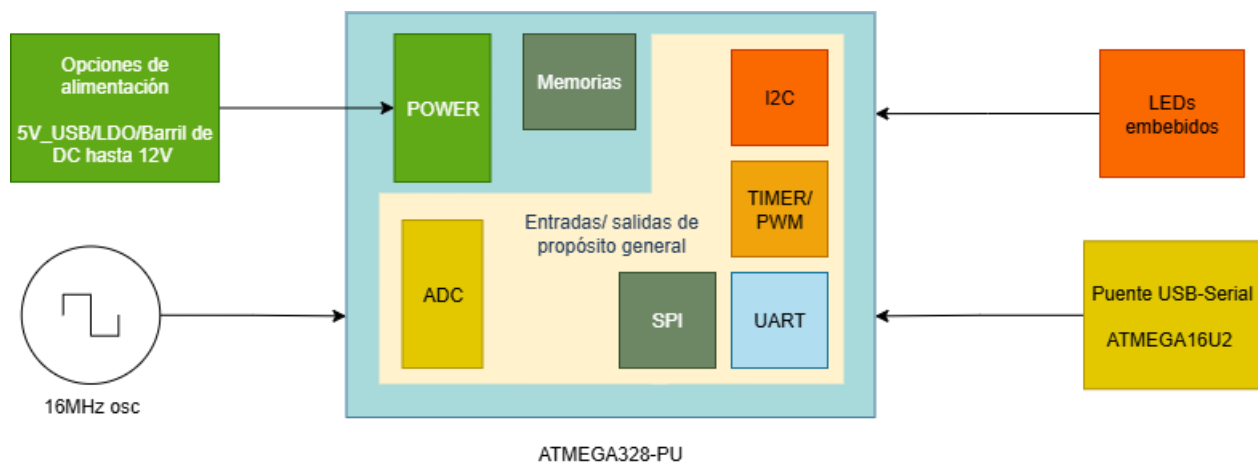 Opciones de
alimentación
5V_USB/LDO/Barril de
DC hasta 12V
POWER
Memorias
I2C
LEDs
embebidos
TIMER/
PWM
Entradas/ salidas de
propósito general
ADC
SPI
UART
Puente USB-Serial
ATMEGA16U2
16MHz osc
ATMEGA328-PU